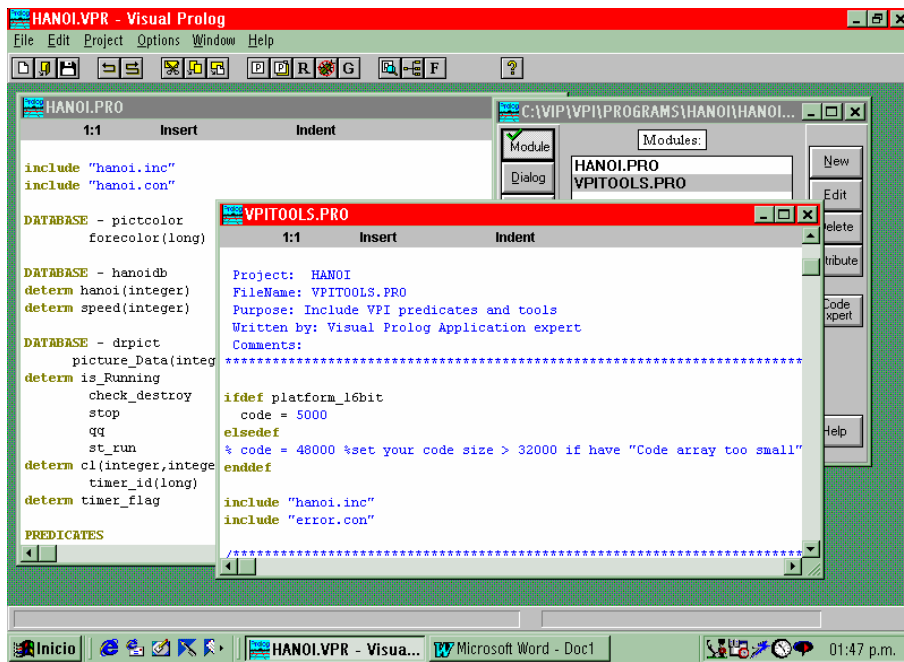 HANOI.VPR - Visual Prolog
File Edit Project Options Window Help
P R G F ?
HANOI.PRO
1:1 Insert Indent
include "hanoi.inc"
include "hanoi.con"
DATABASE - pictcolor
forecolor(long)
DATABASE - hanoidb
determ hanoi(integer)
determ speed(integer)
DATABASE - drpict
picture_Data(integ
determ is_Running
check_destroy
stop
qq
st_run
determ cl(integer,intege
timer_id(long)
determ timer_flag
PREDICATES
C:\VIP\VPI\PROGRAMS\HANOI\HANOI...
Module
Dialog
Modules:
HANOI.PRO
VPITOOLS.PRO
New
Edit
elete
tribute
Code
xpert
Help
VPITOOLS.PRO
1:1 Insert Indent
Project: HANOI
FileName: VPITOOLS.PRO
Purpose: Include VPI predicates and tools
Written by: Visual Prolog Application expert
Comments:
******************************************************************************
ifdef platform_16bit
code = 5000
elsedef
% code = 48000 %set your code size > 32000 if have "Code array too small"
enddef
include "hanoi.inc"
include "error.con"
/*****************************************************************************
Inicio
HANOI.VPR - Visua...
Microsoft Word - Doc1
01:47 p.m.